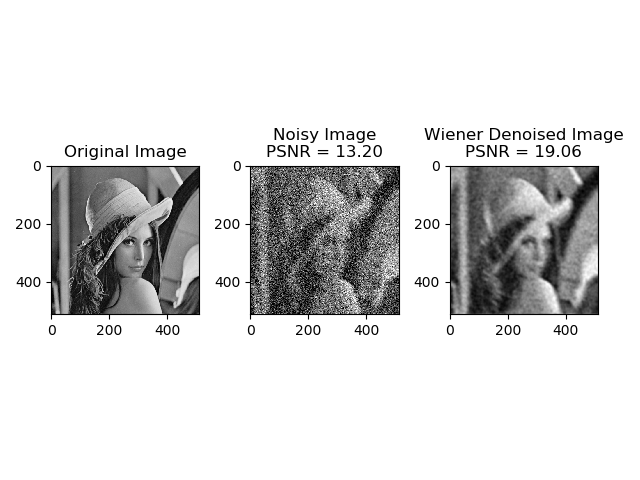 Original Image
Noisy Image
PSNR = 13.20
Wiener Denoised Image
PSNR = 19.06
0
200
400
0 200 400
0 200 400
0 200 400
0
200
400
0 200 400